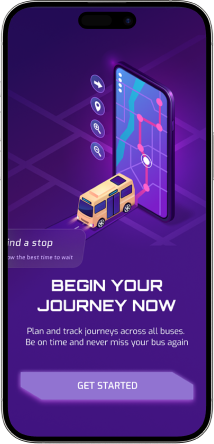 ind a stop
ow the best time to wait
BEGIN YOUR
JOURNEY NOW
Plan and track journeys across all buses.
Be on time and never miss your bus again
GET STARTED